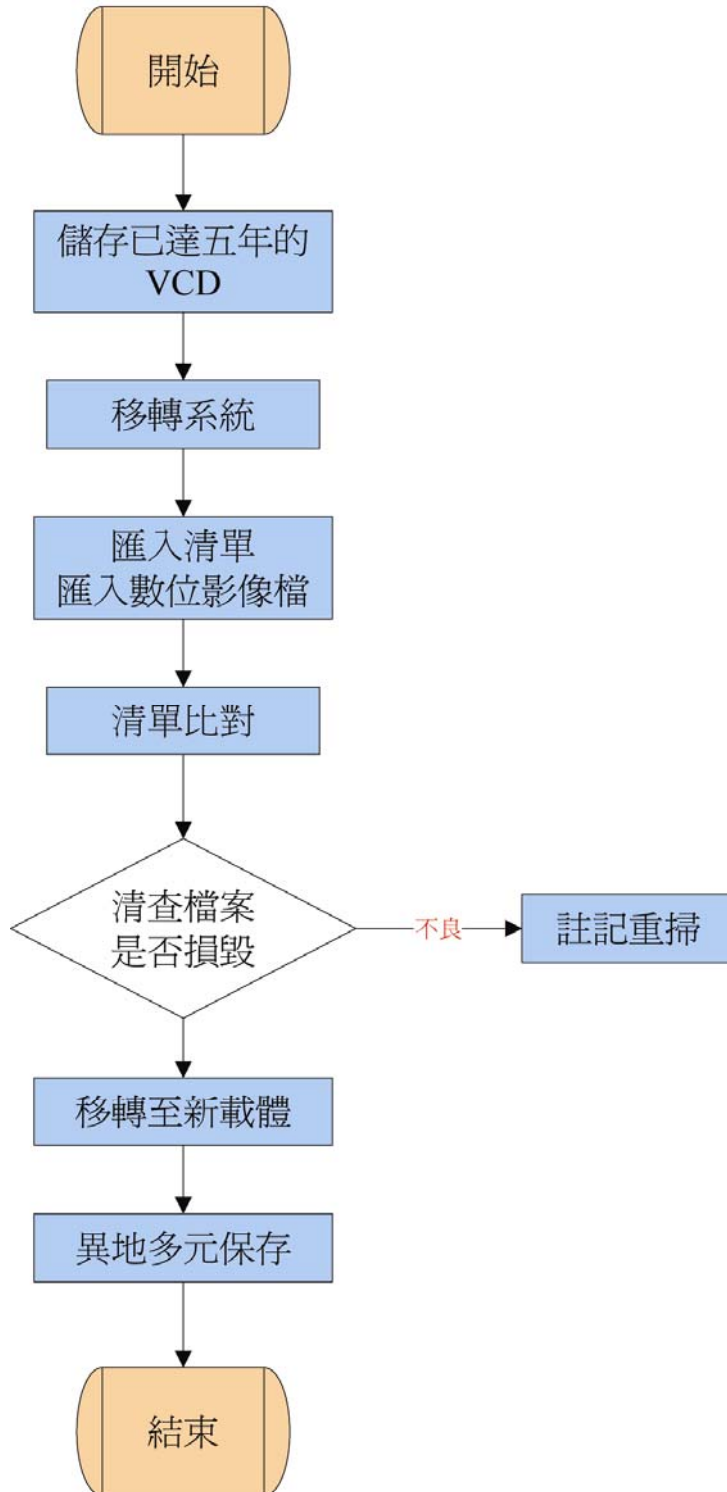 開始
儲存已達五年的
VCD
移轉系統
匯入清單
匯入數位影像檔
清單比對
清查檔案
是否損毀
不良
註記重掃
移轉至新載體
異地多元保存
結束